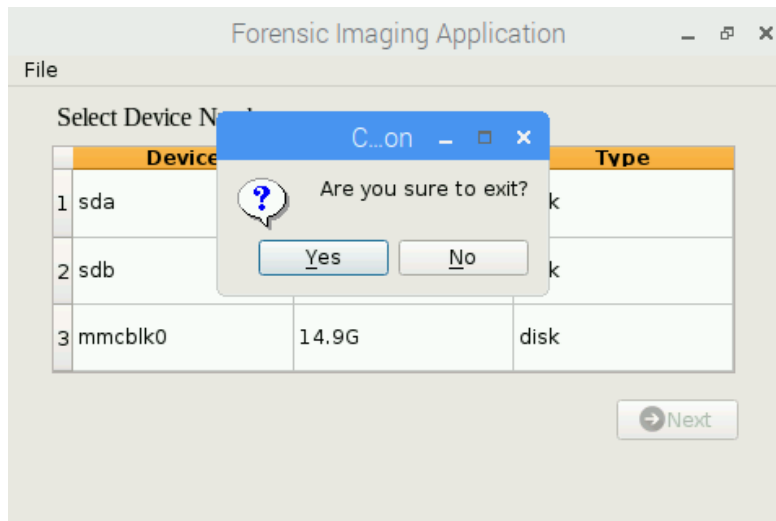 Forensic Imaging Application
File
Select Device
C...on
Device
Type
Are you sure to exit?
1 sda
2 sdb
Yes
No
3 mmcblk0 14.9G disk
Next